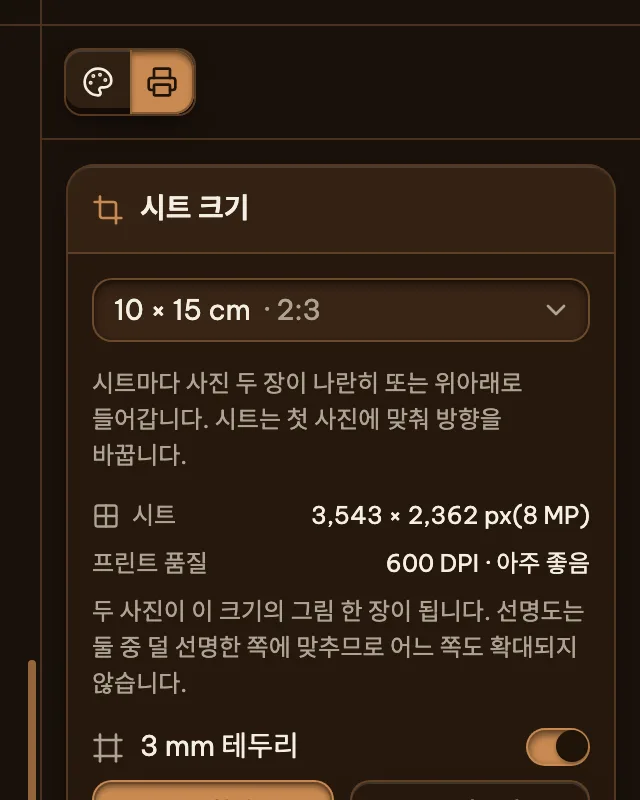 시트 크기
10 × 15 cm · 2:3
시트마다 사진 두 장이 나란히 또는 위아래로
들어갑니다. 시트는 첫 사진에 맞춰 방향을
바꿉니다.
시트 3,543 × 2,362 px(8 MP)
프린트 품질 600 DPI · 아주 좋음
두 사진이 이 크기의 그림 한 장이 됩니다. 선명도는
둘 중 덜 선명한 쪽에 맞추므로 어느 쪽도 확대되지
않습니다.
3 mm 테두리